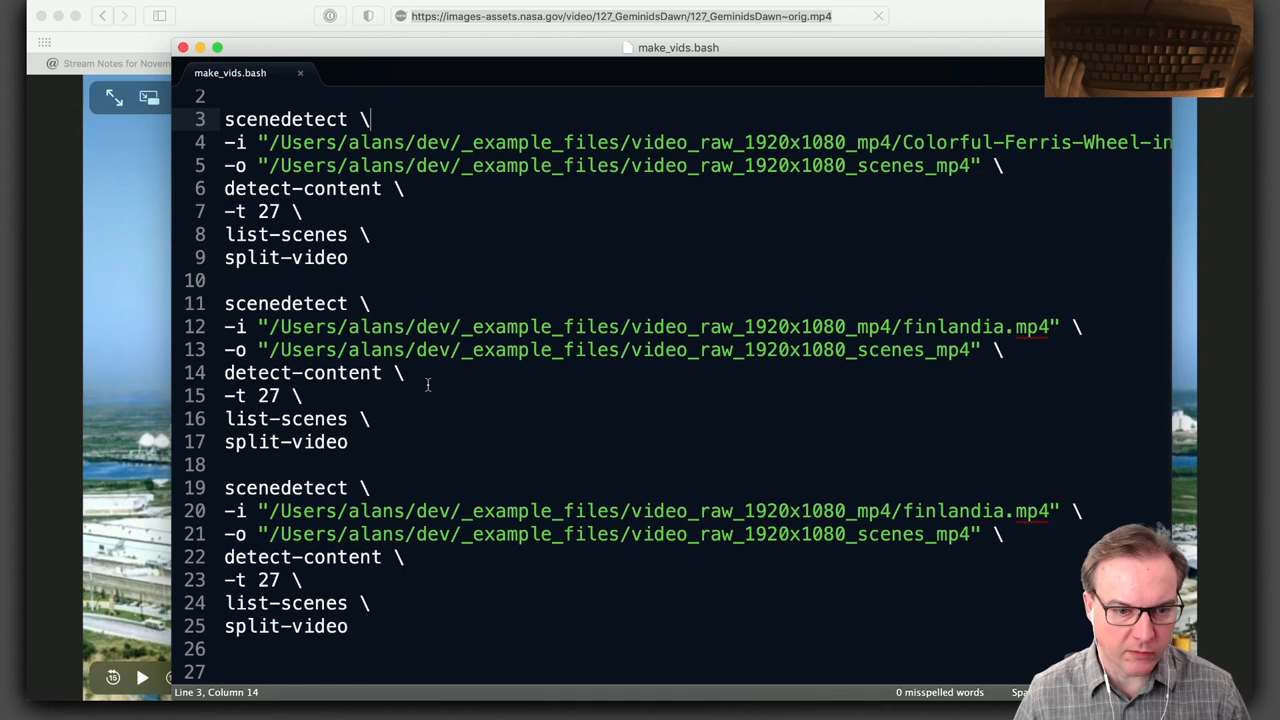 https://images-assets.nasa.gov/video/127_GeminidsDawn/127_GeminidsDawn~orig.mp4
make_vids.bash
Stream Notes for Novem
make_vids.bash
2
3 scenedetect \
4 -i "/Users/alans/dev/_example_files/video_raw_1920x1080_mp4/Colorful-Ferris-Wheel-in
5 -o "/Users/alans/dev/_example_files/video_raw_1920x1080_scenes_mp4" \
6 detect-content \
7 -t 27 \
8 list-scenes \
9 split-video
10
11 scenedetect \
12 -i "/Users/alans/dev/_example_files/video_raw_1920x1080_mp4/finlandia.mp4" \
13 -o "/Users/alans/dev/_example_files/video_raw_1920x1080_scenes_mp4" \
14 detect-content \
15 -t 27 \
16 list-scenes \
17 split-video
18
19 scenedetect \
20 -i "/Users/alans/dev/_example_files/video_raw_1920x1080_mp4/finlandia.mp4" \
21 -o "/Users/alans/dev/_example_files/video_raw_1920x1080_scenes_mp4" \
22 detect-content \
23 -t 27 \
24 list-scenes \
25 split-video
26
27
15
Line 3, Column 14
0 misspelled words
Spa